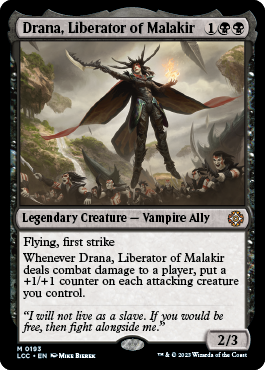 Drana, Liberator of Malakir 1BB
Legendary Creature — Vampire Ally
Flying, first strike
Whenever Drana, Liberator of Malakir
deals combat damage to a player, put a
+1/+1 counter on each attacking creature
you control.
“I will not live as a slave. If you would be
free, then fight alongside me.”
2/3
M 0193
LCC • EN Mike Bierek
™ & © 2023 Wizards of the Coast